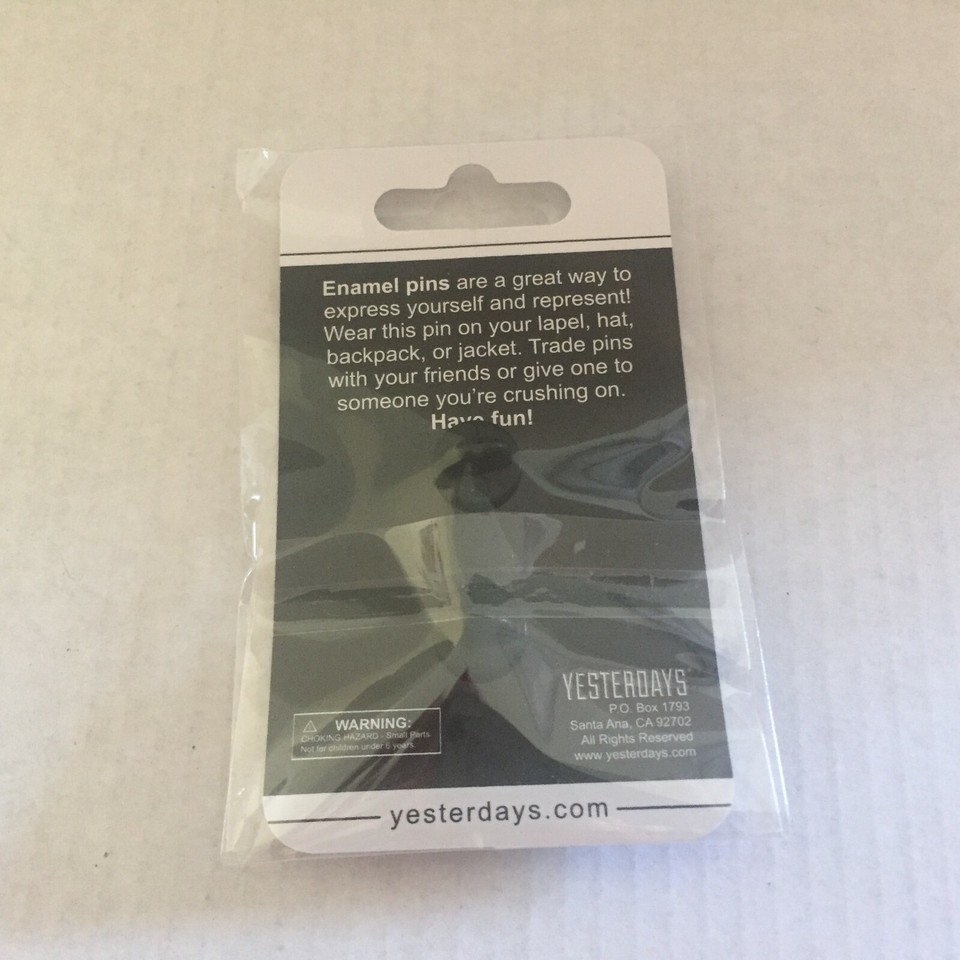 Enamel pins are a great way to
express yourself and represent!
Wear this pin on your lapel, hat,
backpack, or jacket. Trade pins
with your friends or give one to
someone you're crushing on.
Have fun!
WARNING:
CHOKING HAZARD - Small Parts
Not for children under 6 years.
YESTERDAYS
P.O. Box 1793
Santa Ana, CA 92702
All Rights Reserved
www.yesterdays.com
yesterdays.com